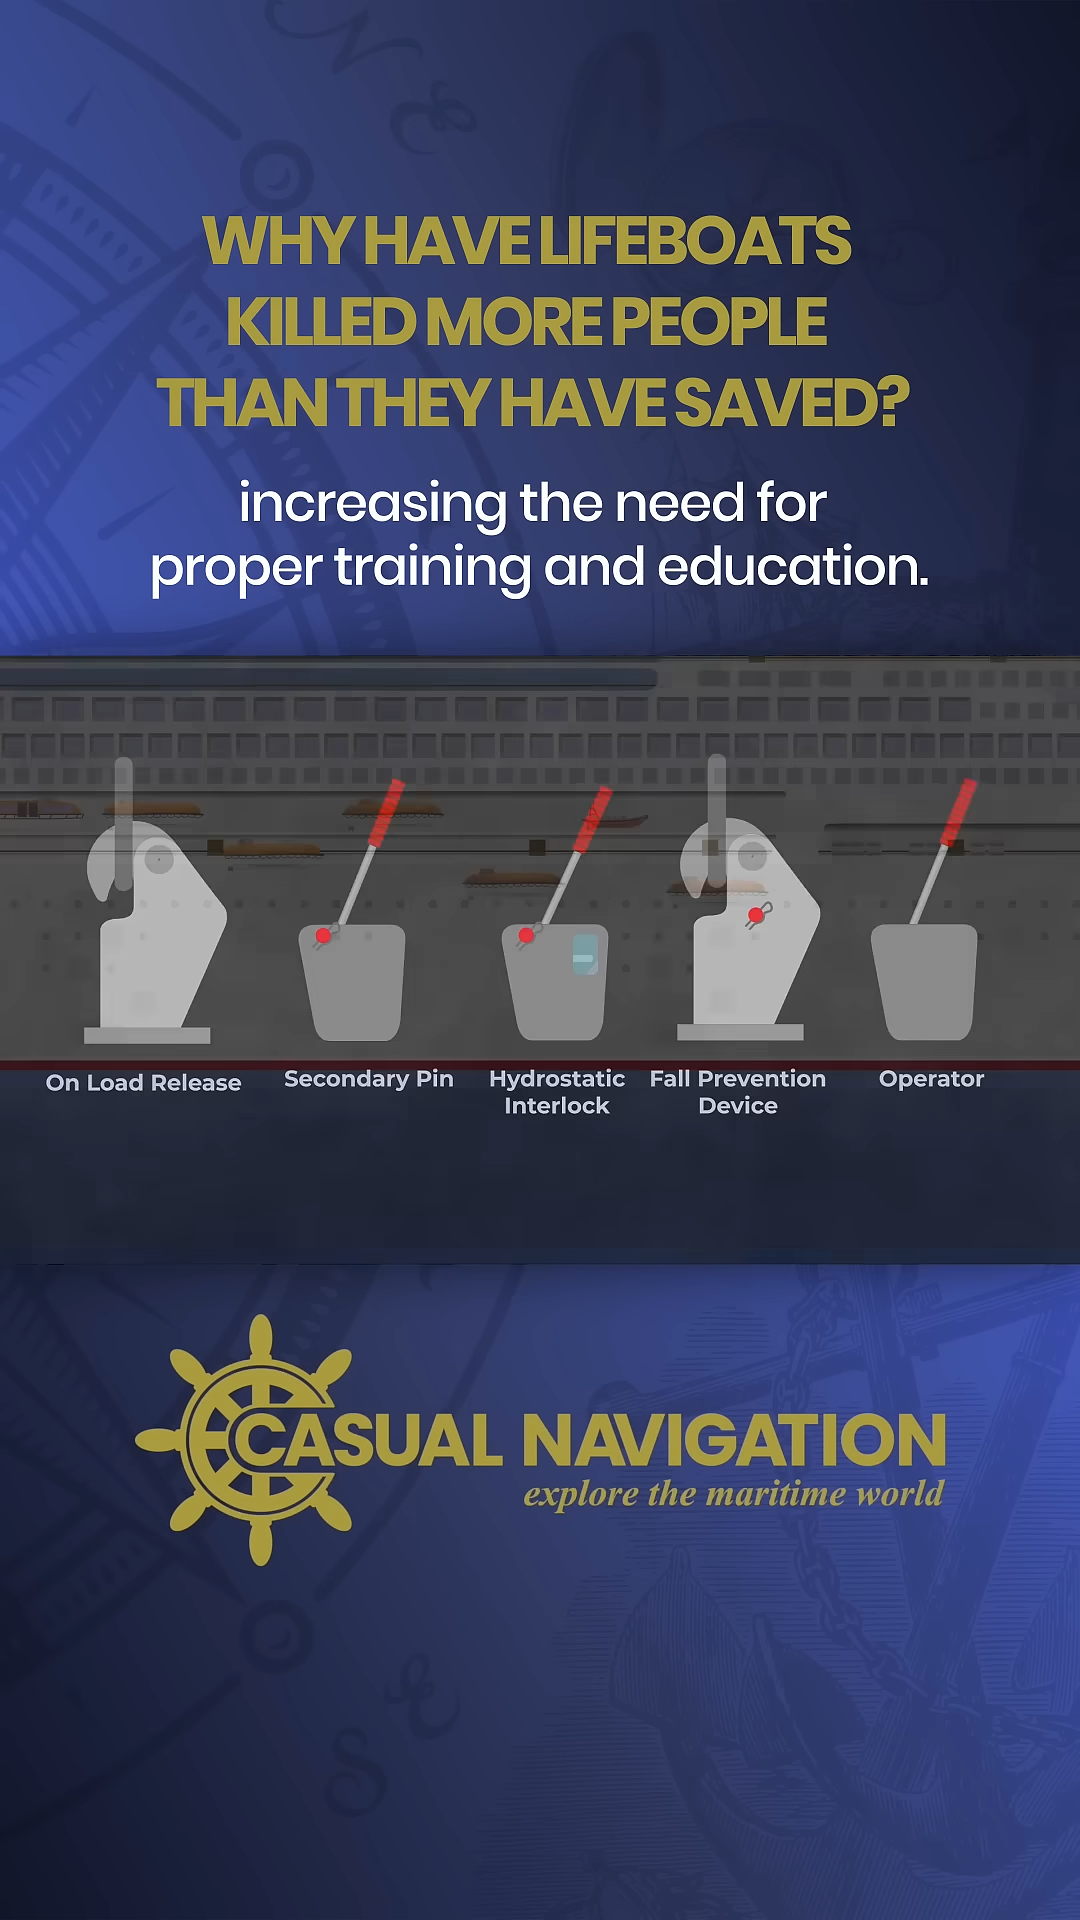 N E
WHY HAVE LIFEBOATS
KILLED MORE PEOPLE
THAN THEY HAVE SAVED?
increasing the need for
proper training and education.
On Load Release
Secondary Pin
Hydrostatic
Interlock
Fall Prevention
Device
Operator
CASUAL NAVIGATION
explore the maritime world
S E